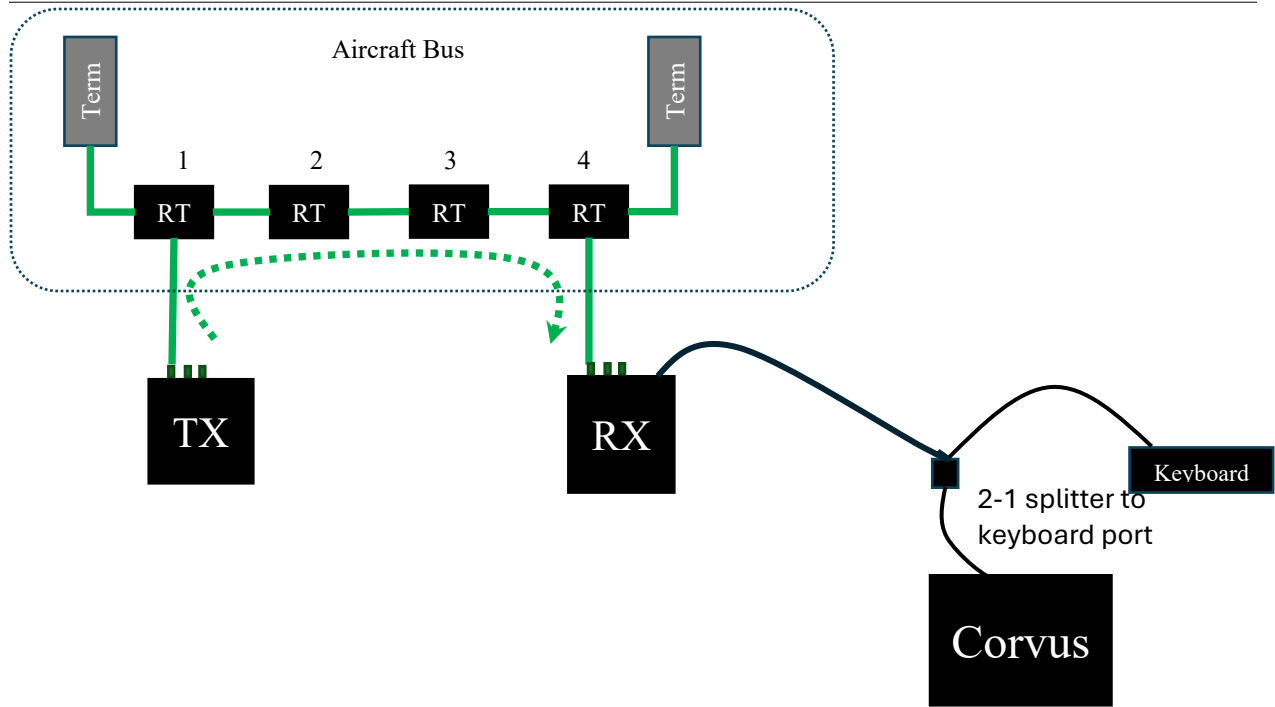 Aircraft Bus
Term
Term
1
2
3
4
RT
RT
RT
RT
TX
RX
Keyboard
2-1 splitter to
keyboard port
Corvus